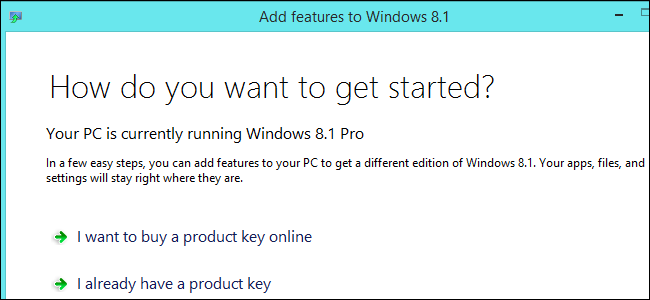 Add features to Windows 8.1
How do you want to get started?
Your PC is currently running Windows 8.1 Pro
In a few easy steps, you can add features to your PC to get a different edition of Windows 8.1. Your apps, files, and
settings will stay right where they are.
I want to buy a product key online
I already have a product key